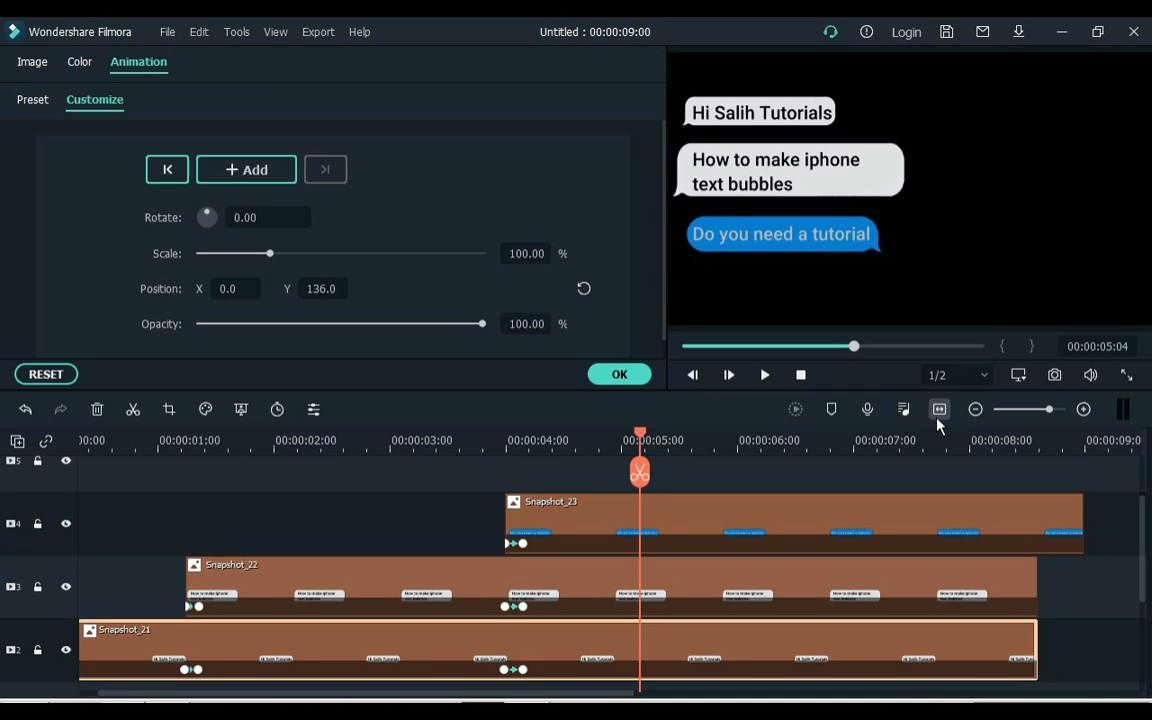 Wondershare Filmora File Edit Tools View Export Help Untitled : 00:00:09:00 Login
Image Color Animation
Preset Customize
+ Add
Rotate: 0.00
Scale: 100.00 %
Position: X 0.0 Y 136.0
Opacity: 100.00 %
RESET OK
Hi Salih Tutorials
How to make iphone
text bubbles
Do you need a tutorial
{ } 00:00:05:04
1/2
00:00 00:00:01:00 00:00:02:00 00:00:03:00 00:00:04:00 00:00:05:00 00:00:06:00 00:00:07:00 00:00:08:00 00:00:09:0
5
4 Snapshot_23
3 Snapshot_22
2 Snapshot_21